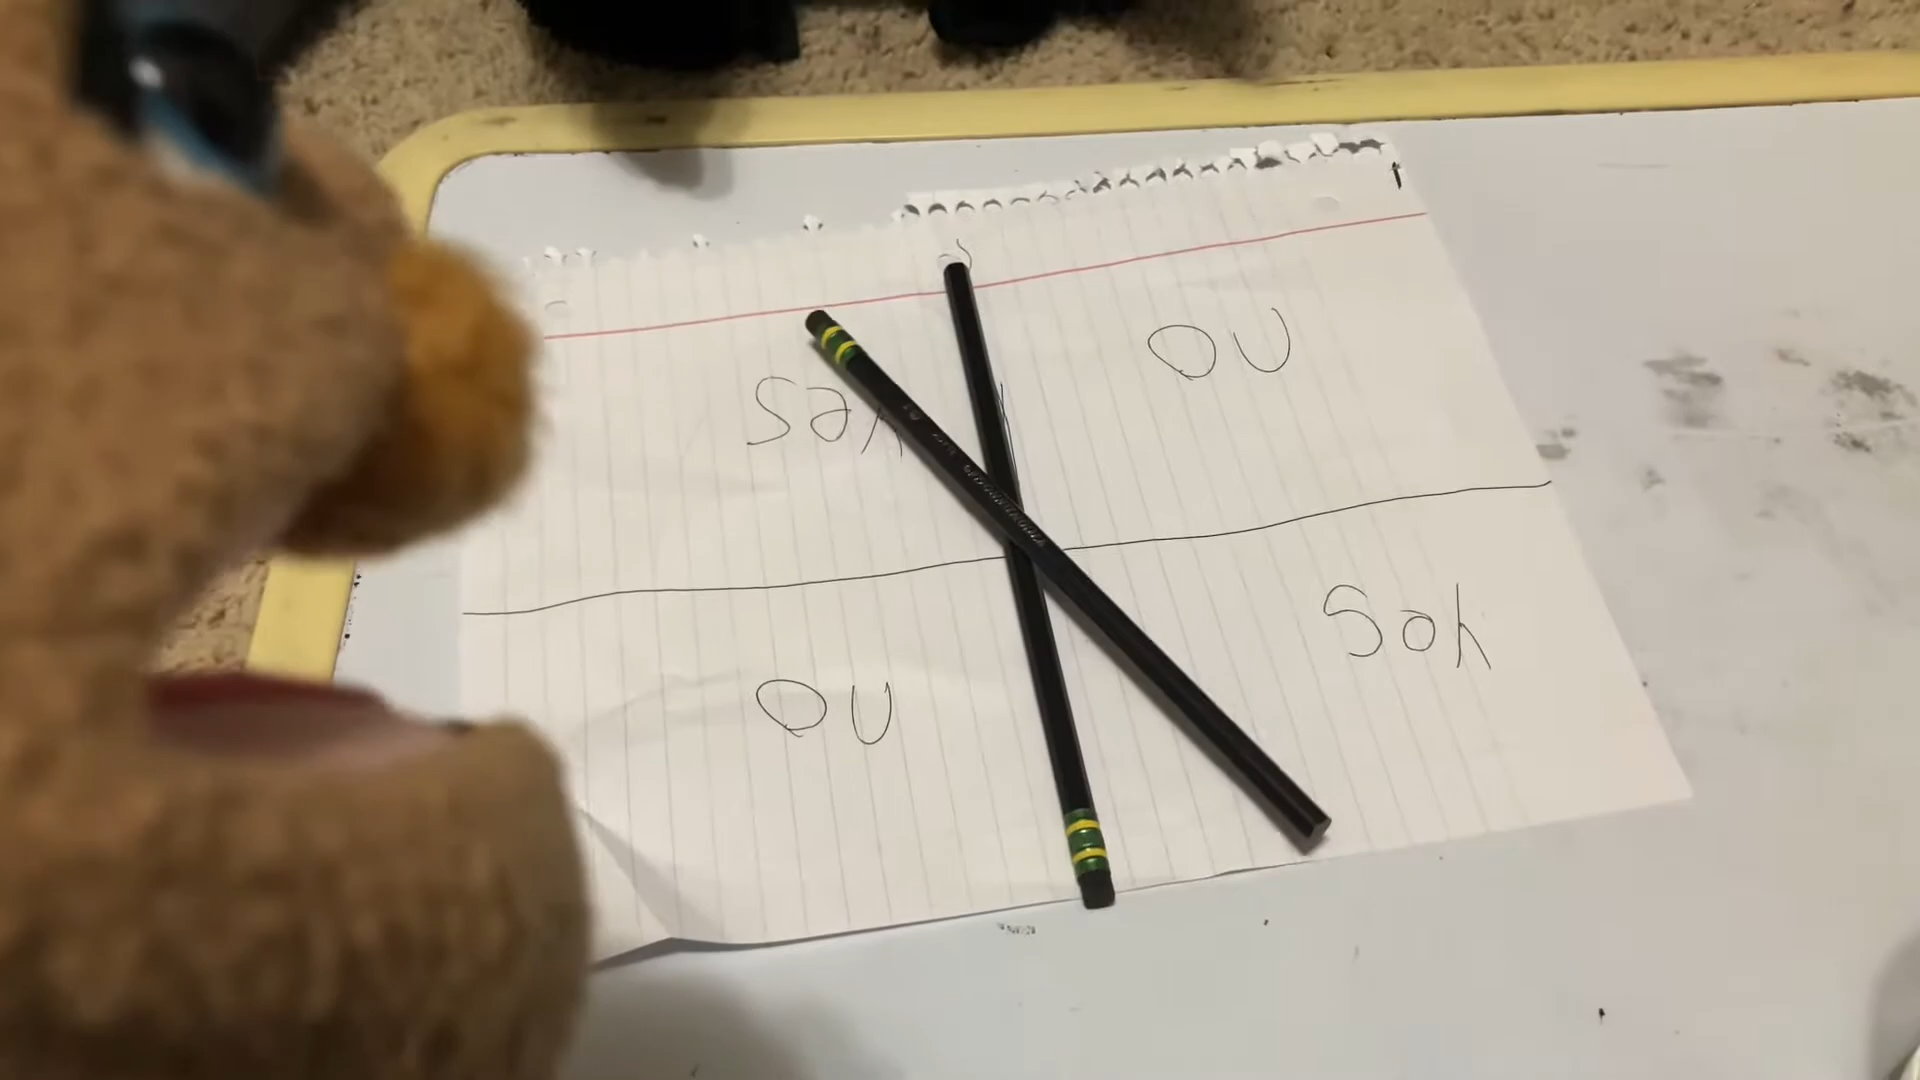 yes
no
no
yes